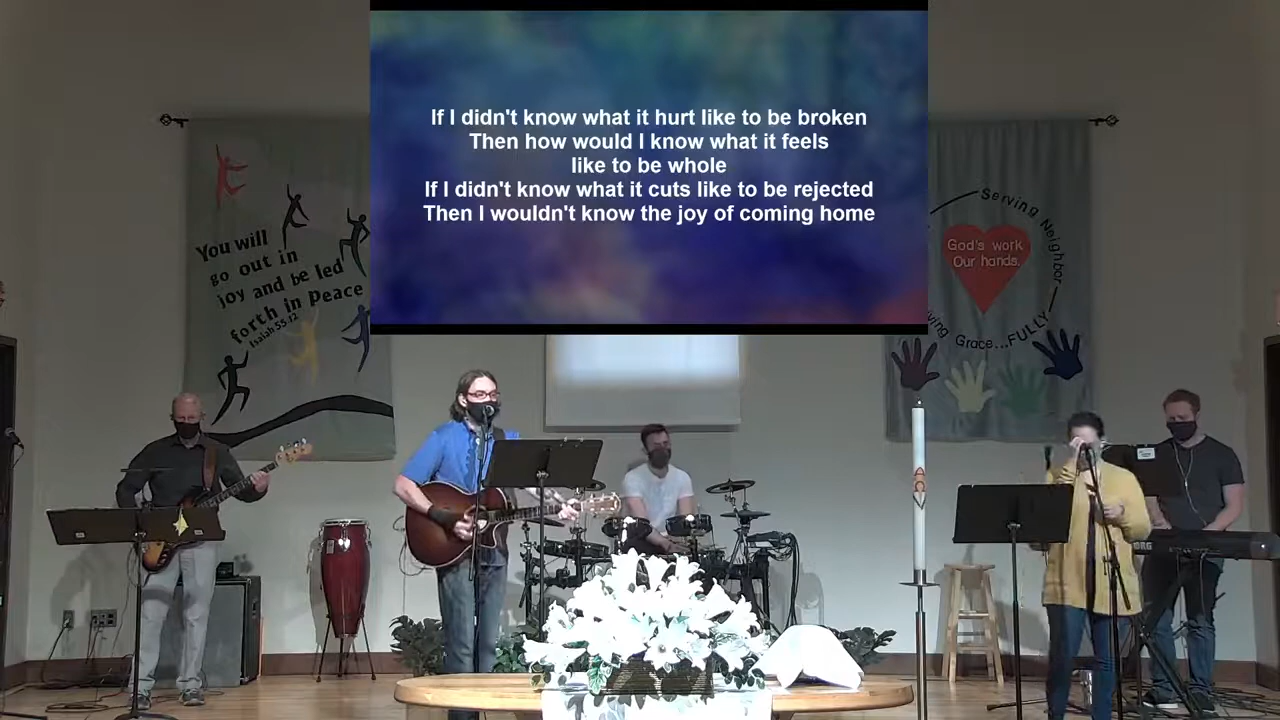 If I didn't know what it hurt like to be broken
Then how would I know what it feels
like to be whole
If I didn't know what it cuts like to be rejected
Then I wouldn't know the joy of coming home
You will
go out in
joy and be led
forth in peace
Isaiah 55:12
Serving Neighbor
God's work
Our hands.
Grace...FULLY